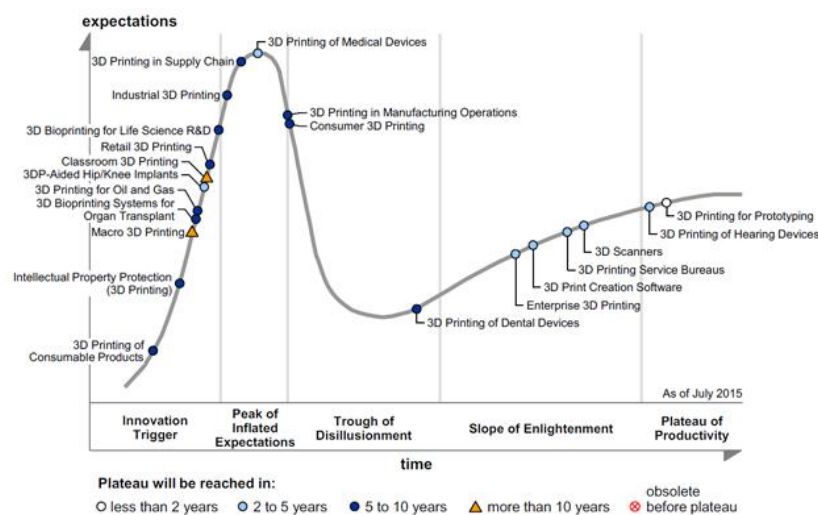 expectations
3D Printing of Medical Devices
3D Printing in Supply Chain
Industrial 3D Printing
3D Printing in Manufacturing Operations
Consumer 3D Printing
3D Bioprinting for Life Science R&D
Retail 3D Printing
Classroom 3D Printing
3DP-Aided Hip/Knee Implants
3D Printing for Oil and Gas
3D Bioprinting Systems for
Organ Transplant
Macro 3D Printing
3D Printing for Prototyping
3D Printing of Hearing Devices
3D Scanners
3D Printing Service Bureaus
3D Print Creation Software
Enterprise 3D Printing
Intellectual Property Protection
(3D Printing)
3D Printing of Dental Devices
3D Printing of
Consumable Products
As of July 2015
Innovation
Trigger
Peak of
Inflated
Expectations
Trough of
Disillusionment
Slope of Enlightenment
Plateau of
Productivity
time
Plateau will be reached in:
less than 2 years
2 to 5 years
5 to 10 years
more than 10 years
obsolete
before plateau